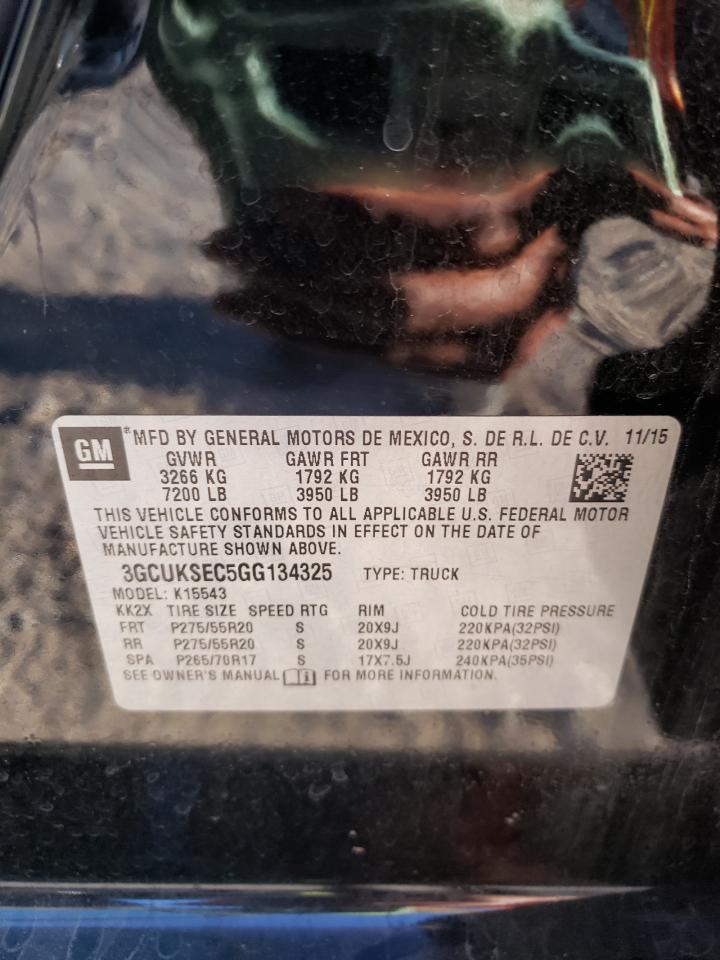 GM
*MFD BY GENERAL MOTORS DE MEXICO, S. DE R.L. DE C.V. 11/15
GVWR GAWR FRT GAWR RR
3266 KG 1792 KG 1792 KG
7200 LB 3950 LB 3950 LB
THIS VEHICLE CONFORMS TO ALL APPLICABLE U.S. FEDERAL MOTOR
VEHICLE SAFETY STANDARDS IN EFFECT ON THE DATE OF
MANUFACTURE SHOWN ABOVE.
3GCUKSEC5GG134325 TYPE: TRUCK
MODEL: K15543
KK2X TIRE SIZE SPEED RTG RIM COLD TIRE PRESSURE
FRT P275/55R20 S 20X9J 220KPA(32PSI)
RR P275/55R20 S 20X9J 220KPA(32PSI)
SPA P265/70R17 S 17X7.5J 240KPA(35PSI)
SEE OWNER'S MANUAL FOR MORE INFORMATION.